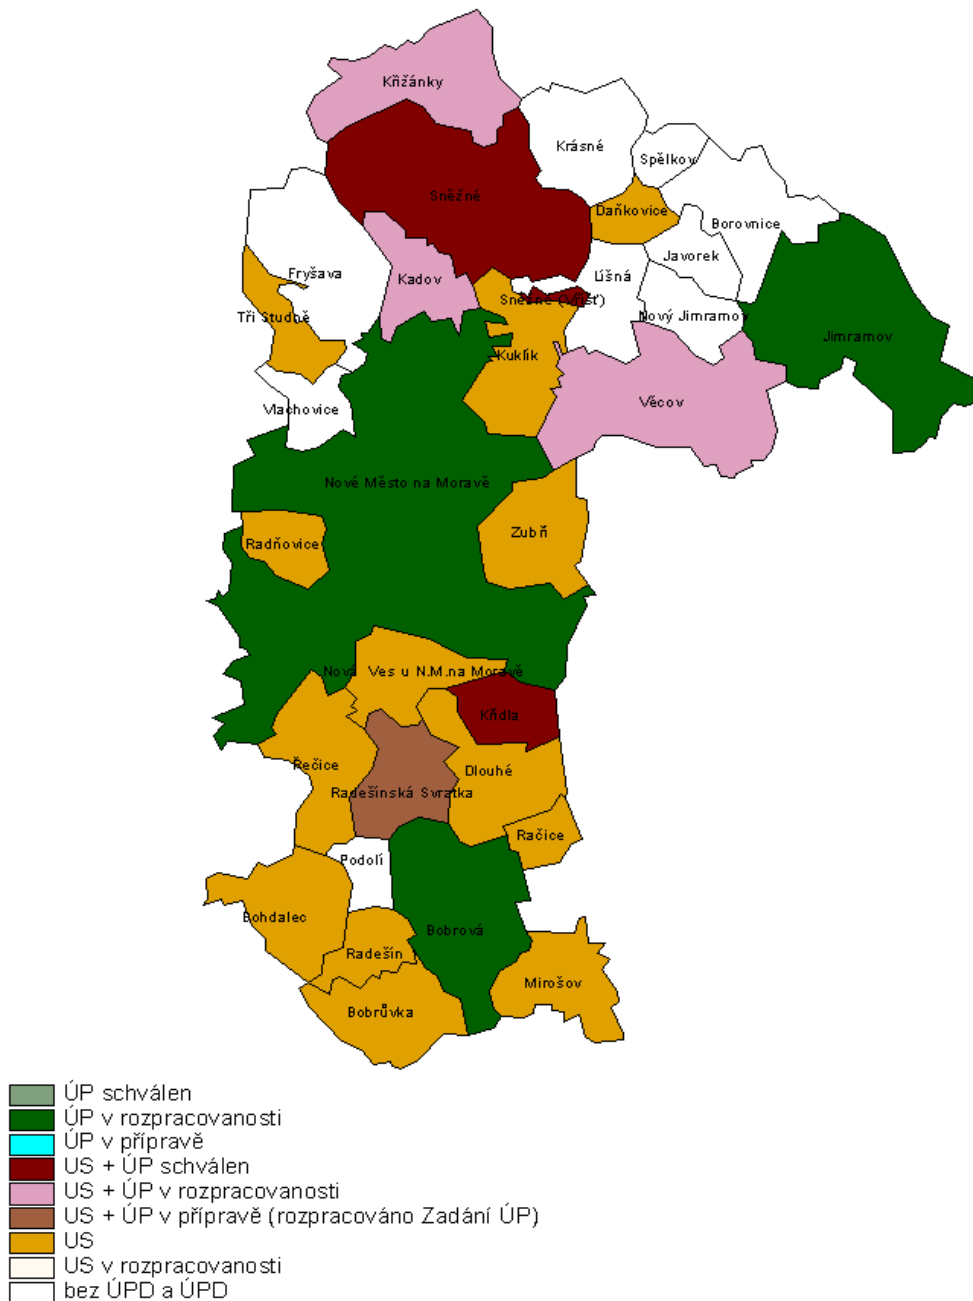 Křižánky
Krásné
Spělkov
Sněžné
Daňkovice
Borovnice
Javorek
Fryšava
Kadov
Líšná
Sněžné (Vříšť)
Tři Studně
Nový Jimramov
Jimramov
Kuklík
Vlachovice
Věcov
Nové Město na Moravě
Radňovice
Zubří
Nová Ves u N.M.na Moravě
Křídla
Řečice
Dlouhé
Radešínská Svratka
Račice
Podolí
Bohdalec
Bobrová
Radešín
Mirošov
Bobrůvka
ÚP schválen
ÚP v rozpracovanosti
ÚP v přípravě
US + ÚP schválen
US + ÚP v rozpracovanosti
US + ÚP v přípravě (rozpracováno Zadání ÚP)
US
US v rozpracovanosti
bez ÚPD a ÚPD